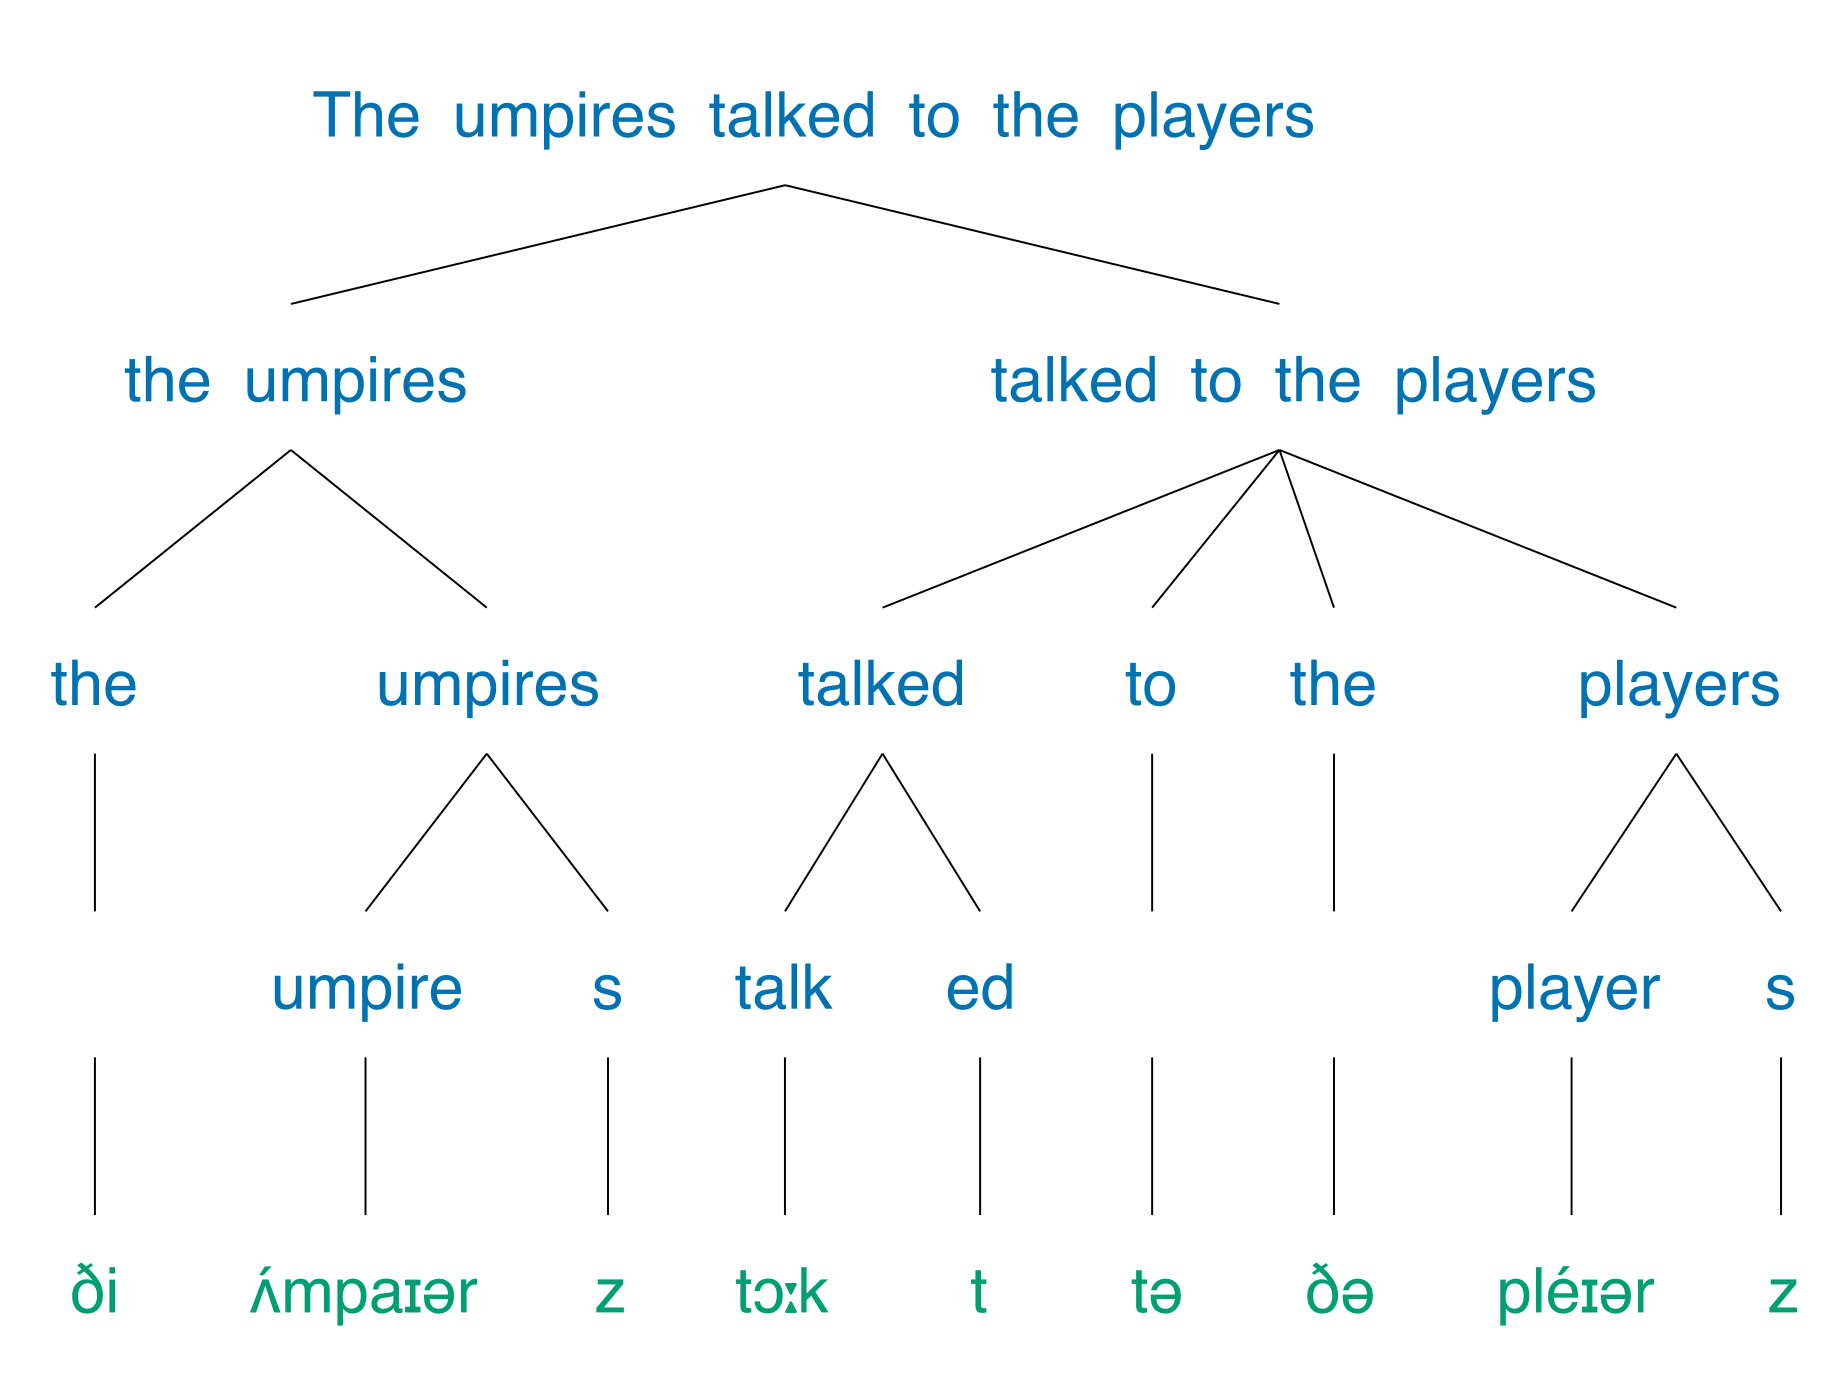 The umpires talked to the players
the umpires talked to the players
the umpires talked to the players
umpire s talk ed player s
ði ʌ́mpaɪər z tɔːk t tə ðə pléɪər z